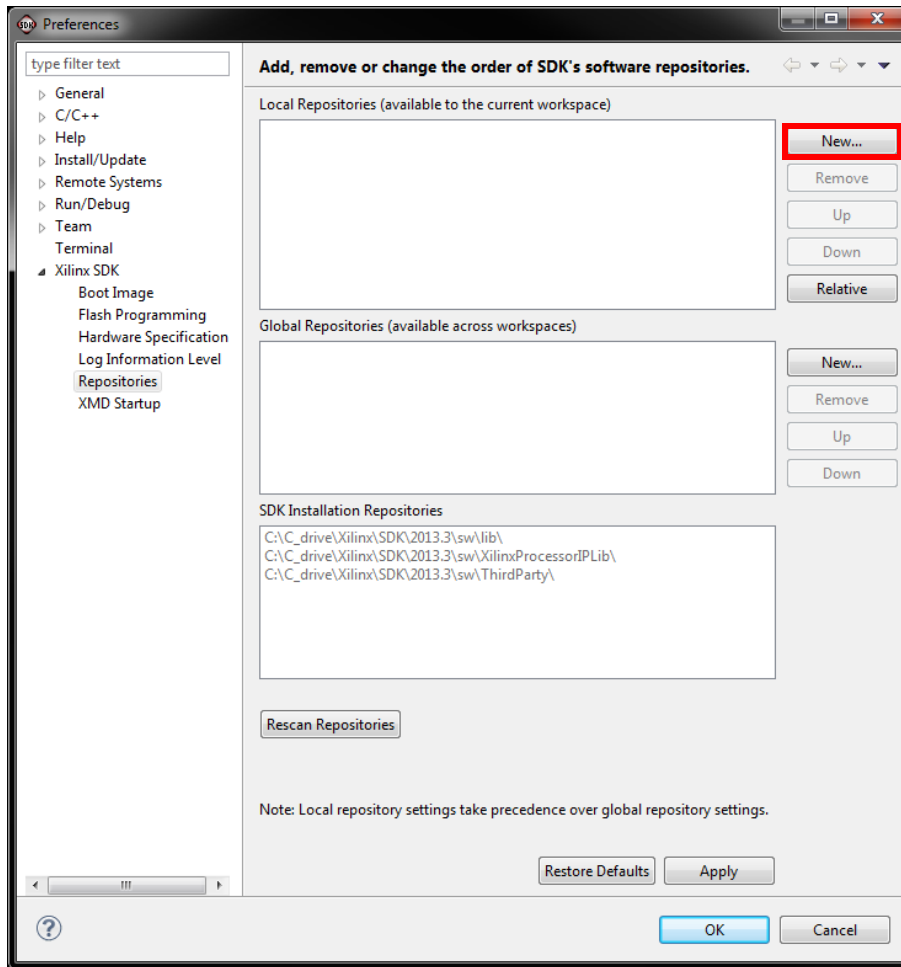 SDK Preferences
type filter text
General
C/C++
Help
Install/Update
Remote Systems
Run/Debug
Team
Terminal
Xilinx SDK
Boot Image
Flash Programming
Hardware Specification
Log Information Level
Repositories
XMD Startup
Add, remove or change the order of SDK's software repositories.
Local Repositories (available to the current workspace)
New...
Remove
Up
Down
Relative
Global Repositories (available across workspaces)
New...
Remove
Up
Down
SDK Installation Repositories
C:\C_drive\Xilinx\SDK\2013.3\sw\lib\
C:\C_drive\Xilinx\SDK\2013.3\sw\XilinxProcessorIPLib\
C:\C_drive\Xilinx\SDK\2013.3\sw\ThirdParty\
Rescan Repositories
Note: Local repository settings take precedence over global repository settings.
Restore Defaults Apply
OK Cancel